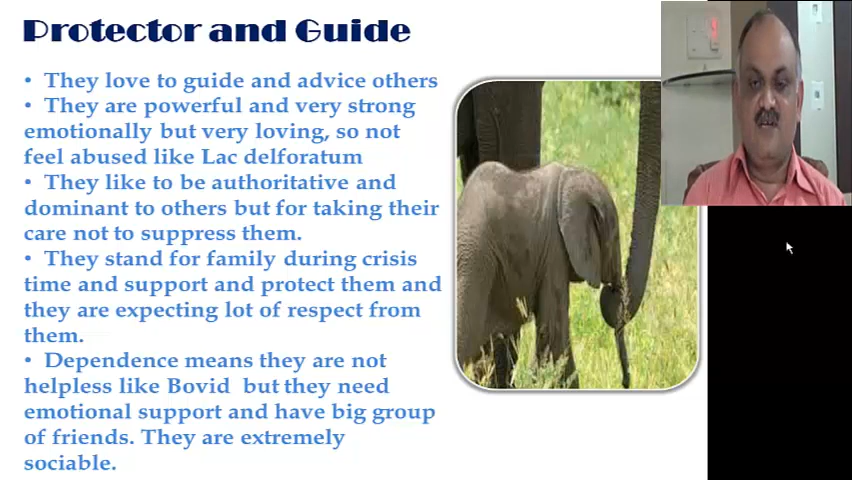 Protector and Guide
• They love to guide and advice others
• They are powerful and very strong
emotionally but very loving, so not
feel abused like Lac delforatum
• They like to be authoritative and
dominant to others but for taking their
care not to suppress them.
• They stand for family during crisis
time and support and protect them and
they are expecting lot of respect from
them.
• Dependence means they are not
helpless like Bovid but they need
emotional support and have big group
of friends. They are extremely
sociable.